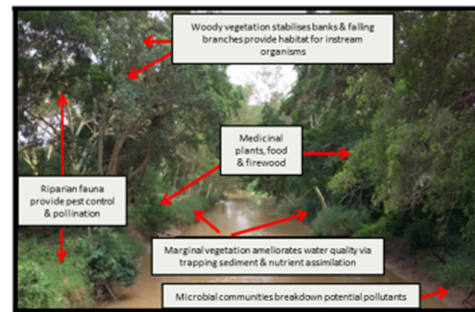 Woody vegetation stabilises banks & falling
branches provide habitat for instream
organisms
Medicinal
plants, food
& firewood
Riparian fauna
provide pest control
& pollination
Marginal vegetation ameliorates water quality via
trapping sediment & nutrient assimilation
Microbial communities breakdown potential pollutants